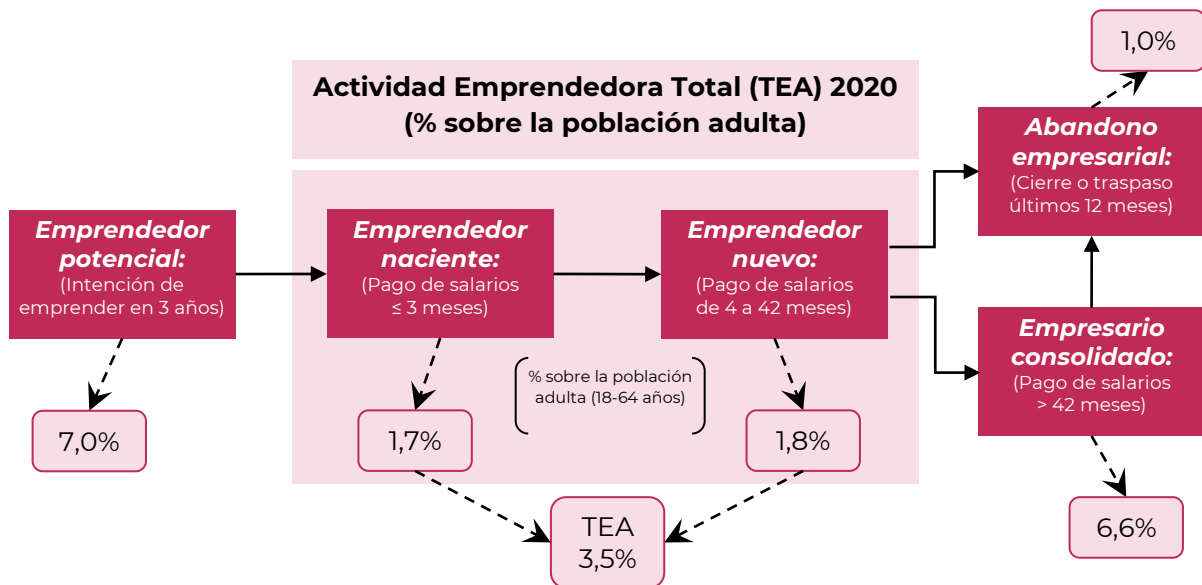 1,0%
Actividad Emprendedora Total (TEA) 2020
(% sobre la población adulta)
Abandono
empresarial:
(Cierre o traspaso
últimos 12 meses)
Emprendedor
potencial:
(Intención de
emprender en 3 años)
Emprendedor
naciente:
(Pago de salarios
≤ 3 meses)
Emprendedor
nuevo:
(Pago de salarios
de 4 a 42 meses)
Empresario
consolidado:
(Pago de salarios
> 42 meses)
% sobre la población
adulta (18-64 años)
7,0%
1,7%
1,8%
TEA
3,5%
6,6%